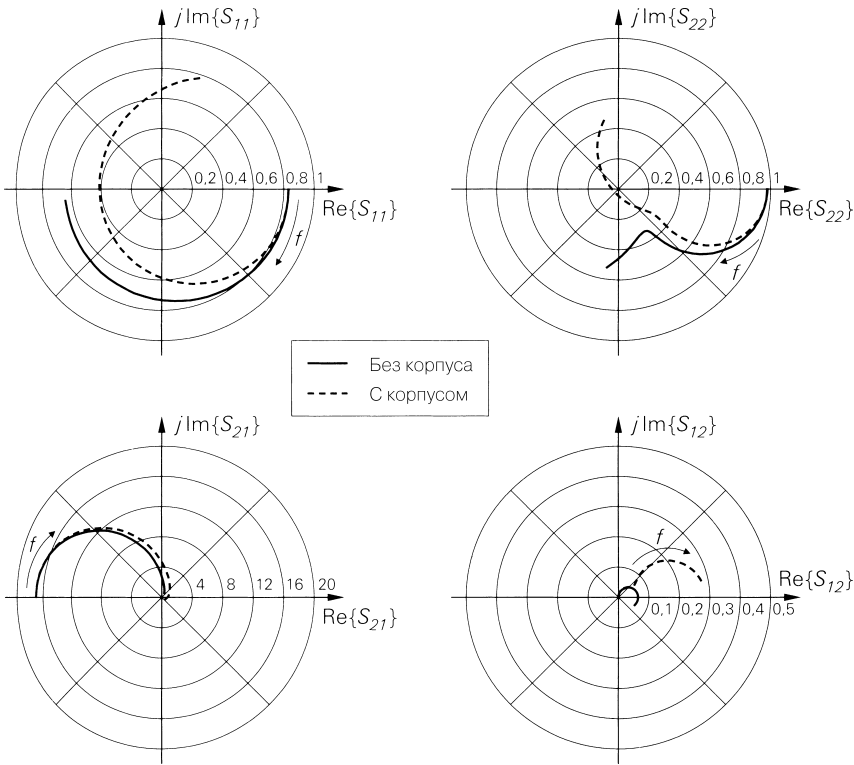 j Im{S11}
0,2 0,4 0,6 0,8 1
Re{S11}
f
j Im{S22}
0,2 0,4 0,6 0,8 1
Re{S22}
f
Без корпуса
С корпусом
j Im{S21}
f
4 8 12 16 20
Re{S21}
j Im{S12}
f
Re{S12}
0,1 0,2 0,3 0,4 0,5